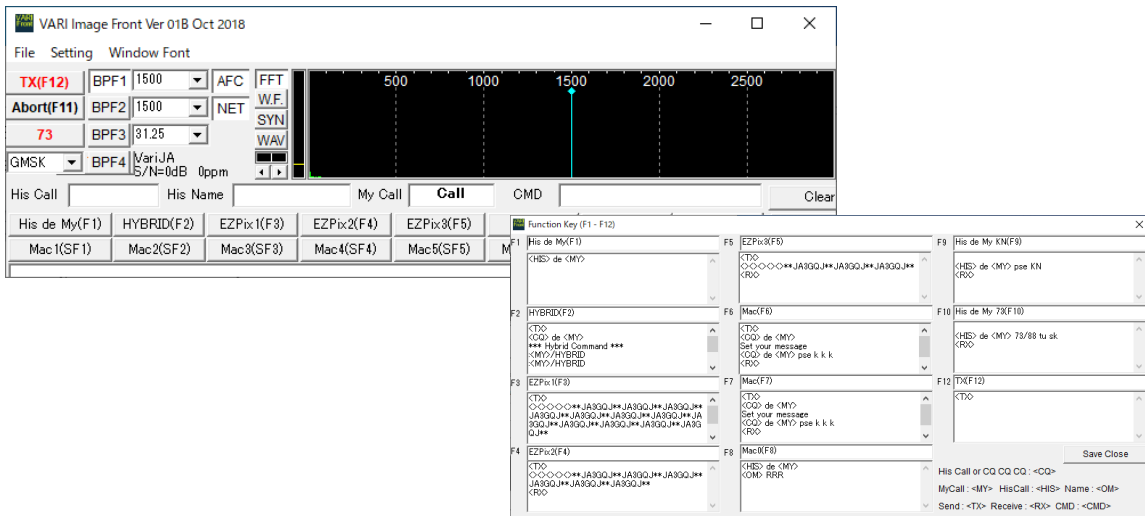 VARI Image Front Ver 01B Oct 2018
File Setting Window Font
TX(F12) BPF1 1500 AFC FFT
Abort(F11) BPF2 1500 NET W.F.
SYN
73 BPF3 31.25 WAV
GMSK BPF4 VariJA
S/N=0dB 0ppm
500 1000 1500 2000 2500
His Call His Name My Call Call CMD Clear
His de My(F1) HYBRID(F2) EZPix1(F3) EZPix2(F4) EZPix3(F5)
Mac1(SF1) Mac2(SF2) Mac3(SF3) Mac4(SF4) Mac5(SF5) M
Function Key (F1 - F12)
F1 His de My(F1)
<HIS> de <MY>
F2 HYBRID(F2)
<TX>
<CQ> de <MY>
*** Hybrid Command ***
<MY>/HYBRID
<MY>/HYBRID
F3 EZPix1(F3)
<TX>
◇◇◇◇◇**JA3GQJ**JA3GQJ**JA3GQJ**
JA3GQJ**JA3GQJ**JA3GQJ**JA3GQJ**JA
3GQJ**JA3GQJ**JA3GQJ**JA3GQJ**JA3G
QJ**
F4 EZPix2(F4)
<TX>
◇◇◇◇◇**JA3GQJ**JA3GQJ**JA3GQJ**
JA3GQJ**JA3GQJ**JA3GQJ**
<RX>
F5 EZPix3(F5)
<TX>
◇◇◇◇◇**JA3GQJ**JA3GQJ**JA3GQJ**
<RX>
F6 Mac(F6)
<TX>
<CQ> de <MY>
Set your message
<CQ> de <MY> pse k k k
<RX>
F7 Mac(F7)
<TX>
<CQ> de <MY>
Set your message
<CQ> de <MY> pse k k k
<RX>
F8 Mac0(F8)
<HIS> de <MY>
<OM> RRR
F9 His de My KN(F9)
<HIS> de <MY> pse KN
<RX>
F10 His de My 73(F10)
<HIS> de <MY> 73/88 tu sk
<RX>
F12 TX(F12)
<TX>
Save Close
His Call or CQ CQ CQ : <CQ>
MyCall : <MY> HisCall : <HIS> Name : <OM>
Send : <TX> Receive : <RX> CMD : <CMD>